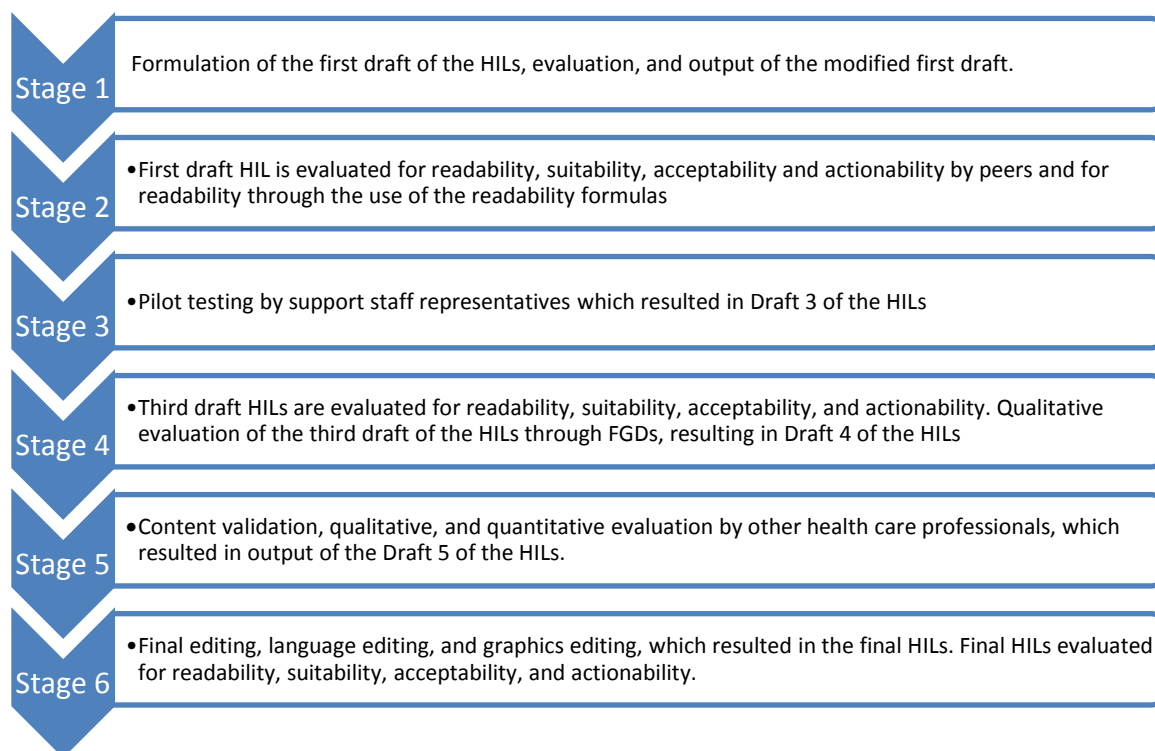 Stage 1
Formulation of the first draft of the HILs, evaluation, and output of the modified first draft.
Stage 2
•First draft HIL is evaluated for readability, suitability, acceptability and actionability by peers and for
readability through the use of the readability formulas
Stage 3
•Pilot testing by support staff representatives which resulted in Draft 3 of the HILs
Stage 4
•Third draft HILs are evaluated for readability, suitability, acceptability, and actionability. Qualitative
evaluation of the third draft of the HILs through FGDs, resulting in Draft 4 of the HILs
Stage 5
•Content validation, qualitative, and quantitative evaluation by other health care professionals, which
resulted in output of the Draft 5 of the HILs.
Stage 6
•Final editing, language editing, and graphics editing, which resulted in the final HILs. Final HILs evaluated
for readability, suitability, acceptability, and actionability.